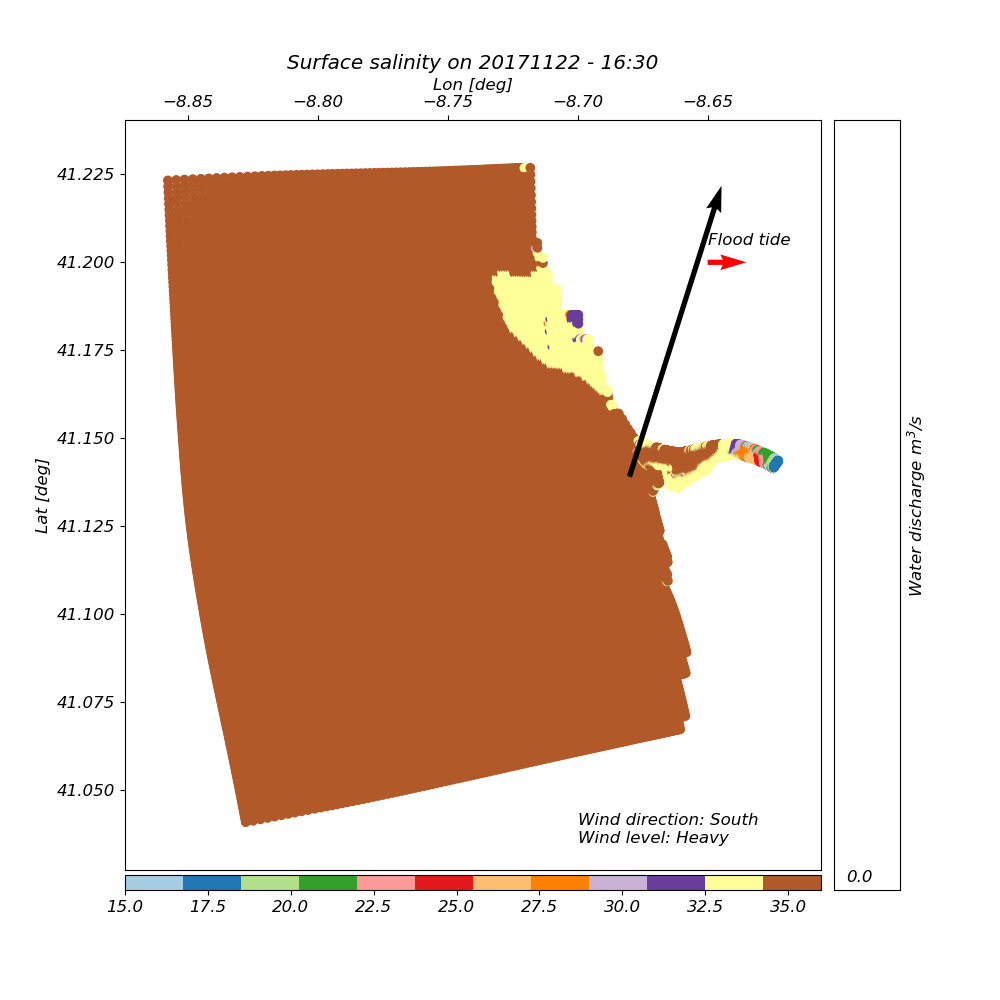 Surface salinity on 20171122 - 16:30
Lon [deg]
−8.85 −8.80 −8.75 −8.70 −8.65
41.225
41.200
41.175
41.150
41.125
41.100
41.075
41.050
Lat [deg]
Flood tide
Wind direction: South
Wind level: Heavy
15.0 17.5 20.0 22.5 25.0 27.5 30.0 32.5 35.0
0.0
Water discharge m³/s